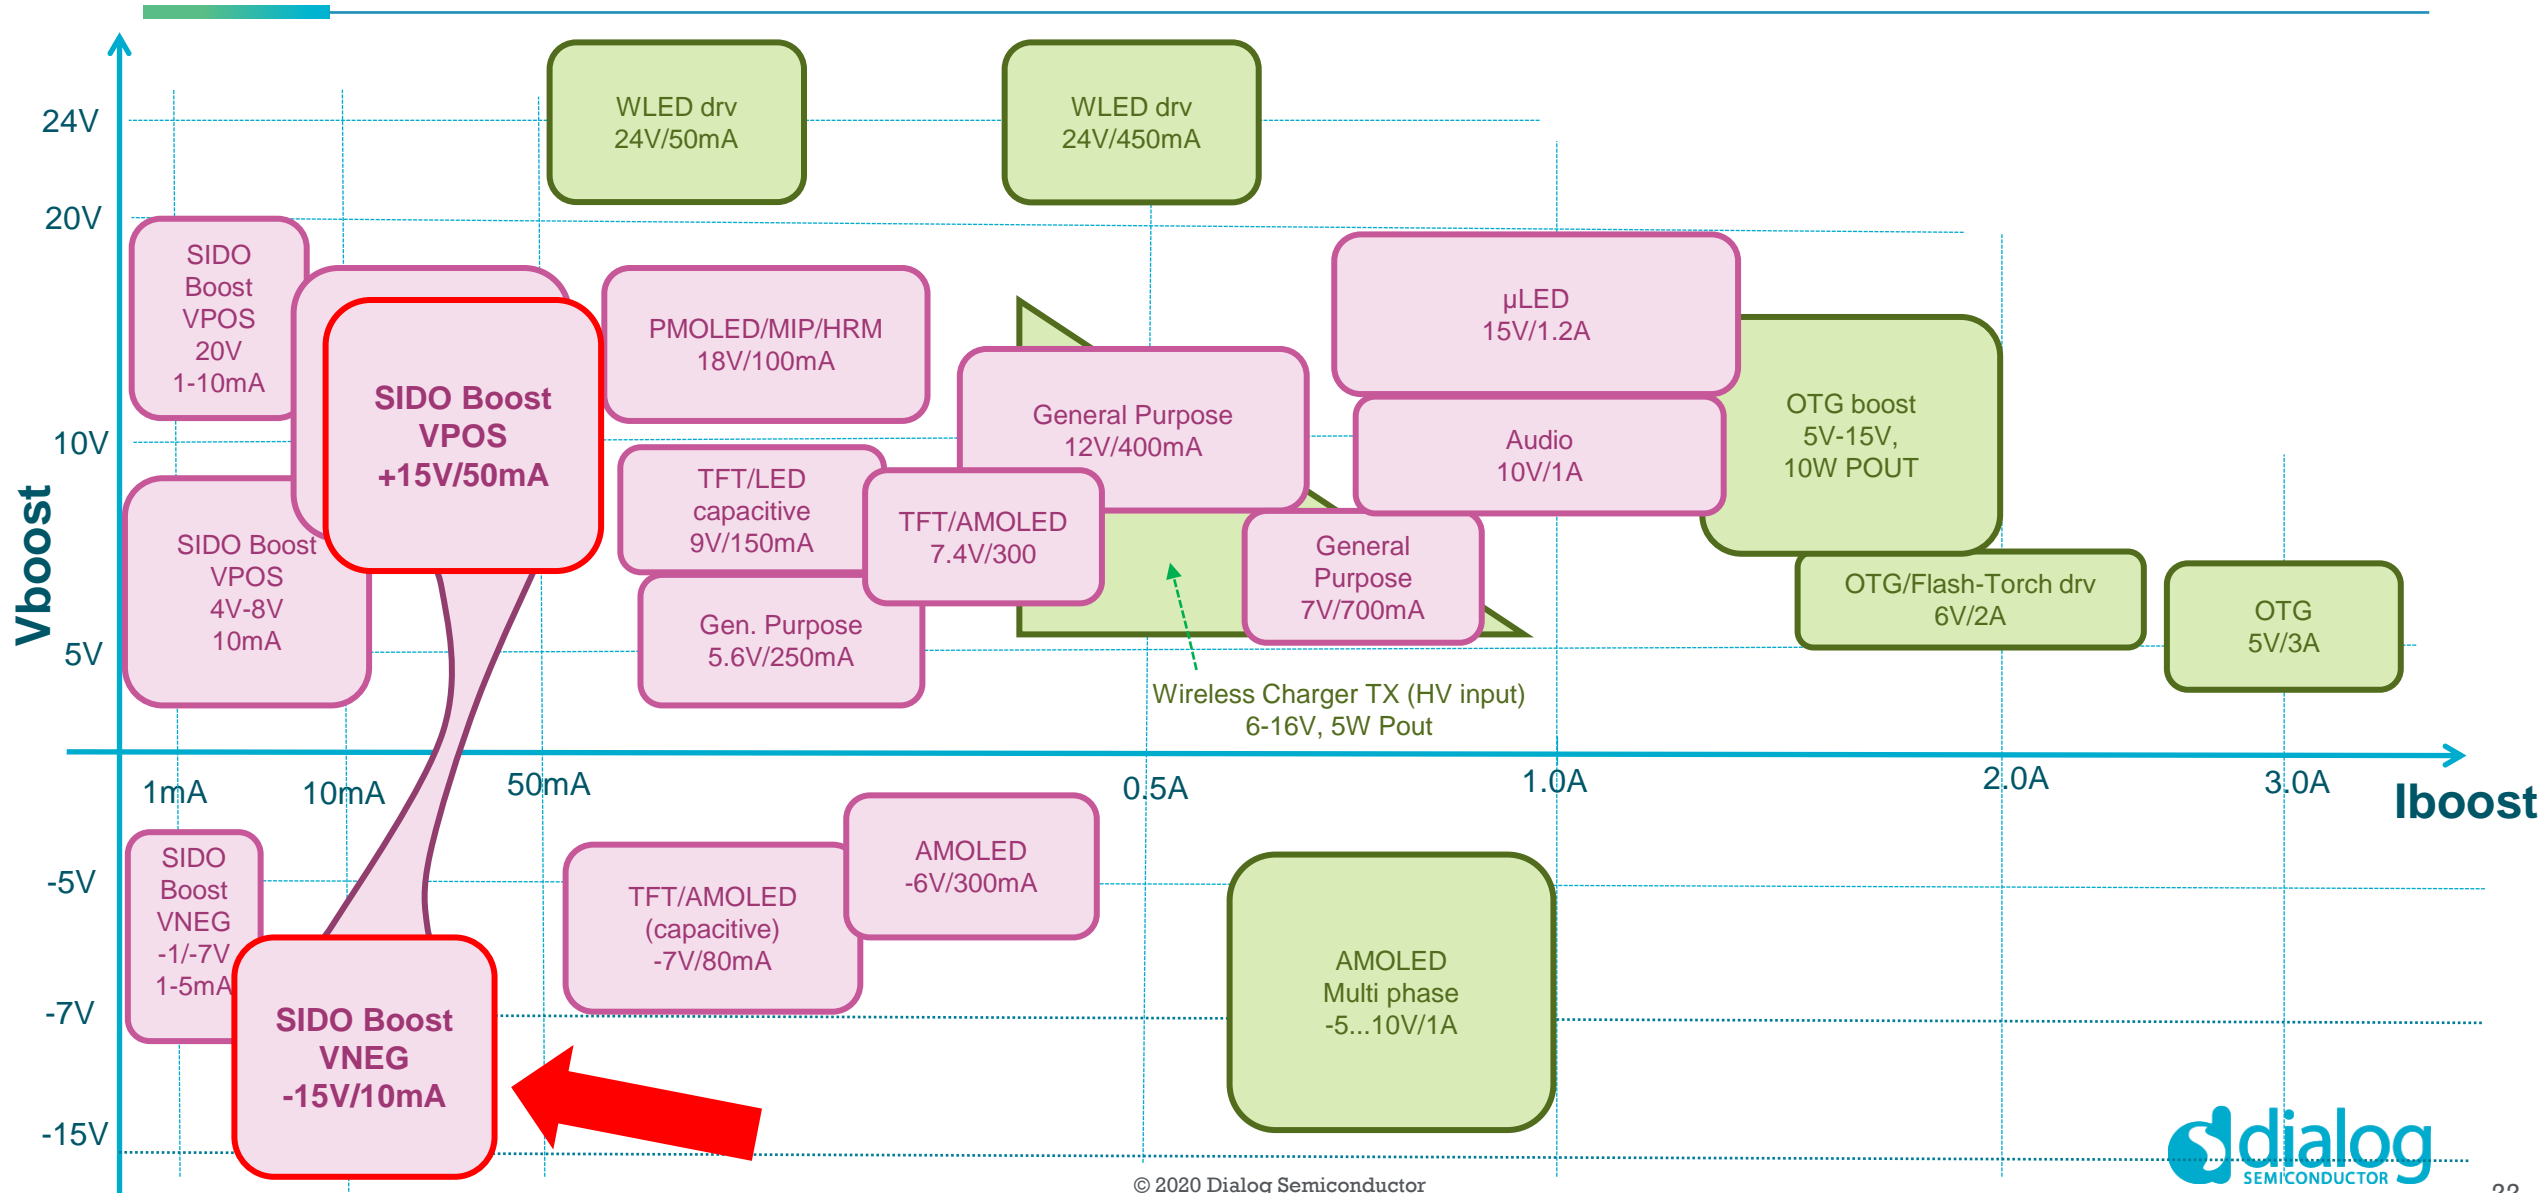 WLED drv
24V/50mA
WLED drv
24V/450mA
24V
20V
10V
5V
Vboost
SIDO
Boost
VPOS
20V
1-10mA
SIDO Boost
VPOS
+15V/50mA
PMOLED/MIP/HRM
18V/100mA
µLED
15V/1.2A
General Purpose
12V/400mA
Audio
10V/1A
OTG boost
5V-15V,
10W POUT
TFT/LED
capacitive
9V/150mA
TFT/AMOLED
7.4V/300
SIDO Boost
VPOS
4V-8V
10mA
General
Purpose
7V/700mA
OTG/Flash-Torch drv
6V/2A
OTG
5V/3A
Gen. Purpose
5.6V/250mA
Wireless Charger TX (HV input)
6-16V, 5W Pout
1mA
10mA
50mA
0.5A
1.0A
2.0A
3.0A
Iboost
-5V
-7V
-15V
SIDO
Boost
VNEG
-1/-7V
1-5mA
SIDO Boost
VNEG
-15V/10mA
TFT/AMOLED
(capacitive)
-7V/80mA
AMOLED
-6V/300mA
AMOLED
Multi phase
-5...10V/1A
dialog
SEMICONDUCTOR
© 2020 Dialog Semiconductor